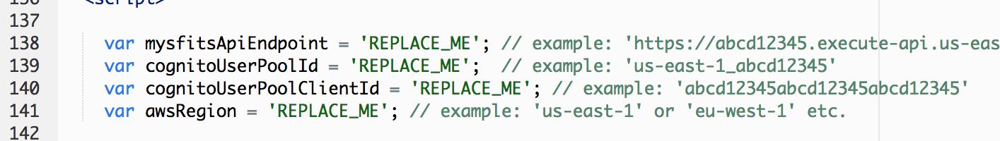 136 <script>
137
138 var mysfitsApiEndpoint = 'REPLACE_ME'; // example: 'https://abcd12345.execute-api.us-eas
139 var cognitoUserPoolId = 'REPLACE_ME';  // example: 'us-east-1_abcd12345'
140 var cognitoUserPoolClientId = 'REPLACE_ME'; // example: 'abcd12345abcd12345abcd12345'
141 var awsRegion = 'REPLACE_ME'; // example: 'us-east-1' or 'eu-west-1' etc.
142